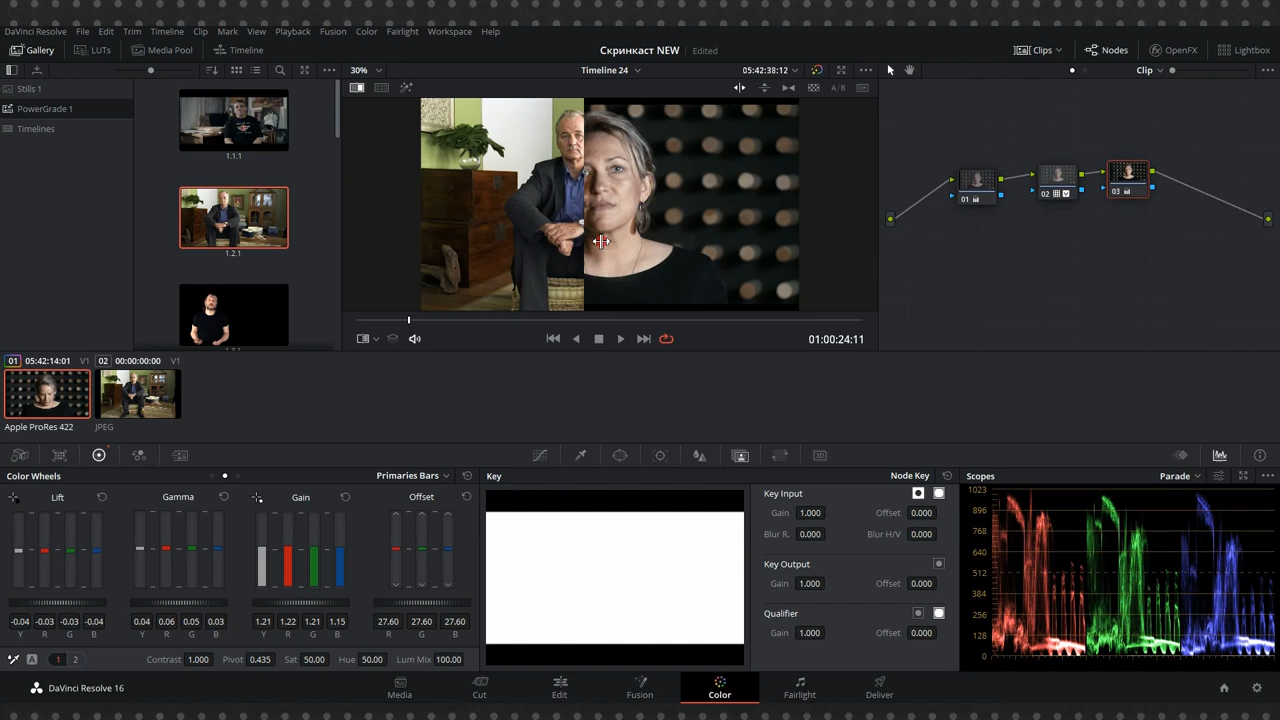 DaVinci Resolve File Edit Trim Timeline Clip Mark View Playback Fusion Color Fairlight Workspace Help
Gallery LUTs Media Pool Timeline Скринкаст NEW Edited Clips Nodes OpenFX Lightbox
30% Timeline 24 05:42:38:12 Clip
Stills 1
PowerGrade 1
Timelines
A/B
1.1.1
1.2.1
01
02
03
01:00:24:11
01 05:42:14:01 V1 02 00:00:00:00 V1
Apple ProRes 422 JPEG
Color Wheels Primaries Bars Key Node Key Scopes Parade
Lift Gamma Gain Offset
Key Input
Gain 1.000 Offset 0.000
Blur R. 0.000 Blur H/V 0.000
Key Output
Gain 1.000 Offset 0.000
Qualifier
Gain 1.000 Offset 0.000
1023
896
768
640
512
384
256
128
0
-0.04 -0.03 -0.03 -0.04 0.04 0.06 0.05 0.03 1.21 1.22 1.21 1.15 27.60 27.60 27.60
Y R G B Y R G B Y R G B R G B
A 1 2 Contrast 1.000 Pivot 0.435 Sat 50.00 Hue 50.00 Lum Mix 100.00
DaVinci Resolve 16 Media Cut Edit Fusion Color Fairlight Deliver